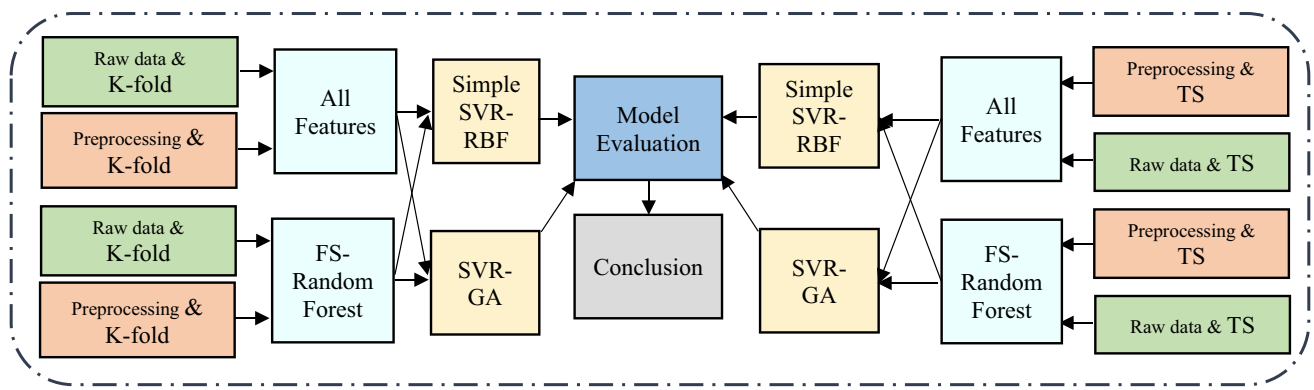 Raw data &
K-fold
Preprocessing &
K-fold
Raw data &
K-fold
Preprocessing &
K-fold
All
Features
FS-
Random
Forest
Simple
SVR-
RBF
SVR-
GA
Model
Evaluation
Conclusion
Simple
SVR-
RBF
SVR-
GA
All
Features
FS-
Random
Forest
Preprocessing &
TS
Raw data & TS
Preprocessing &
TS
Raw data & TS